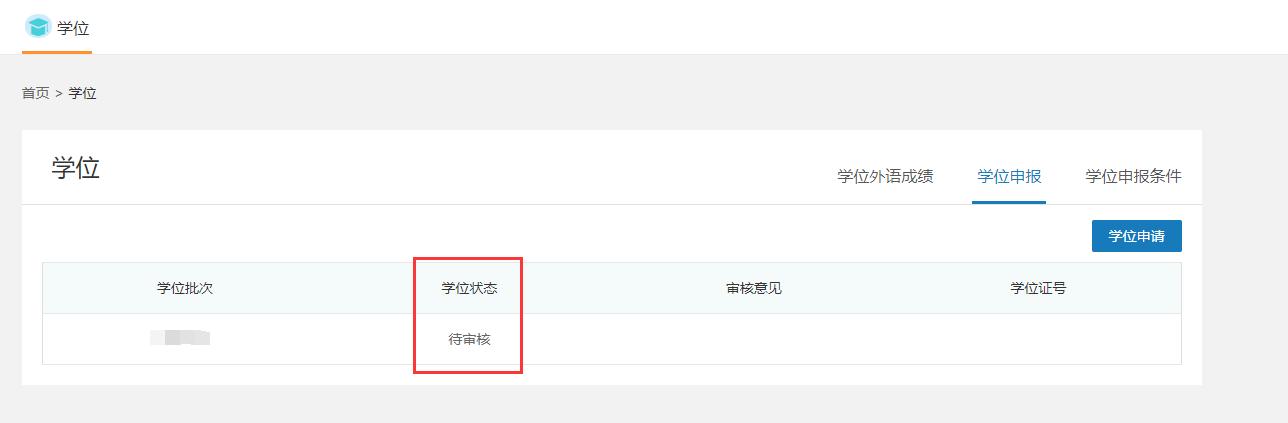 学位
首页 > 学位
学位
学位外语成绩 学位申报 学位申报条件
学位申请
学位批次 学位状态 审核意见 学位证号
待审核